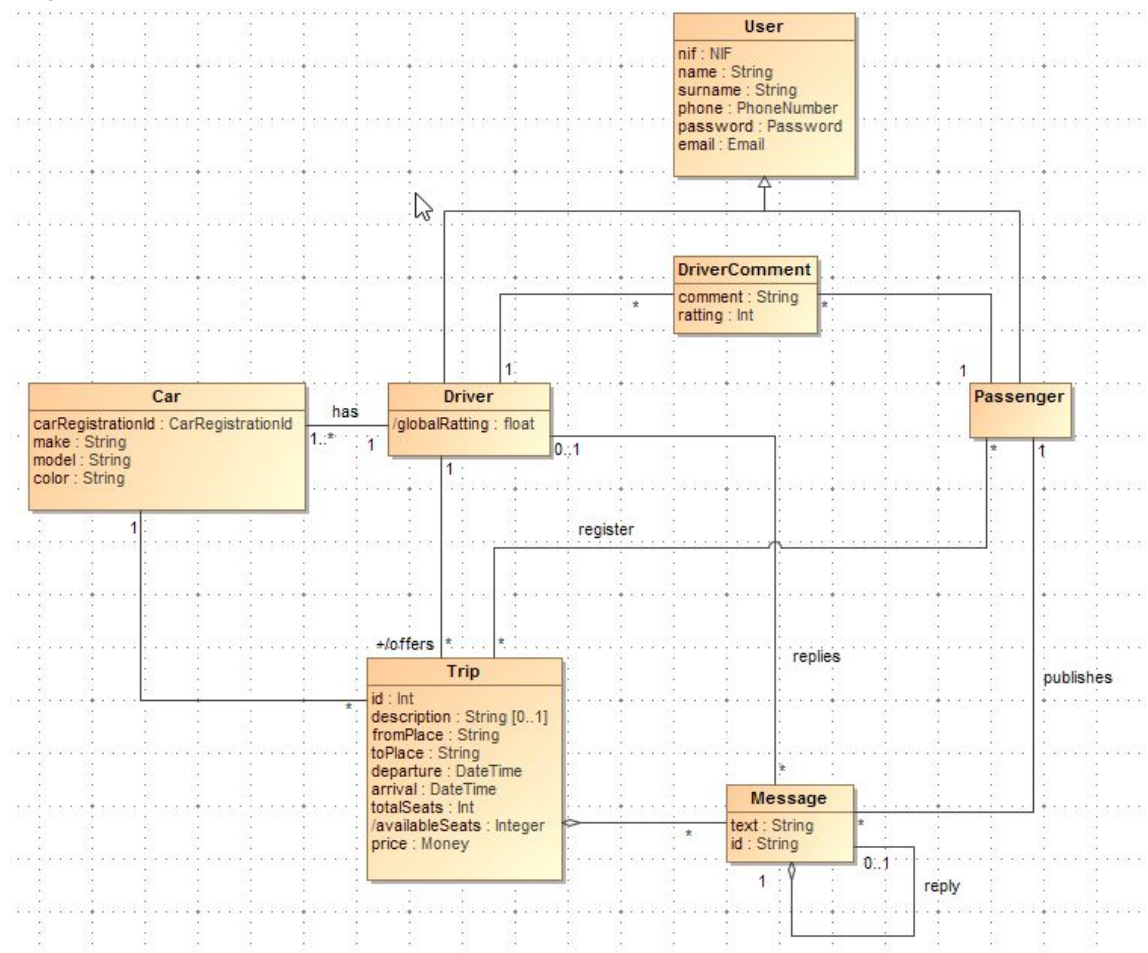 User
nif : NIF
name : String
surname : String
phone : PhoneNumber
password : Password
email : Email
DriverComment
comment : String
ratting : Int
*
*
1
1
Car
carRegistrationId : CarRegistrationId
make : String
model : String
color : String
has
1..*
1
Driver
/globalRatting : float
0..1
1
Passenger
*
1
1
register
+/offers
*
*
replies
publishes
*
Trip
id : Int
description : String [0..1]
fromPlace : String
toPlace : String
departure : DateTime
arrival : DateTime
totalSeats : Int
/availableSeats : Integer
price : Money
*
*
Message
text : String
id : String
*
0..1
1
reply